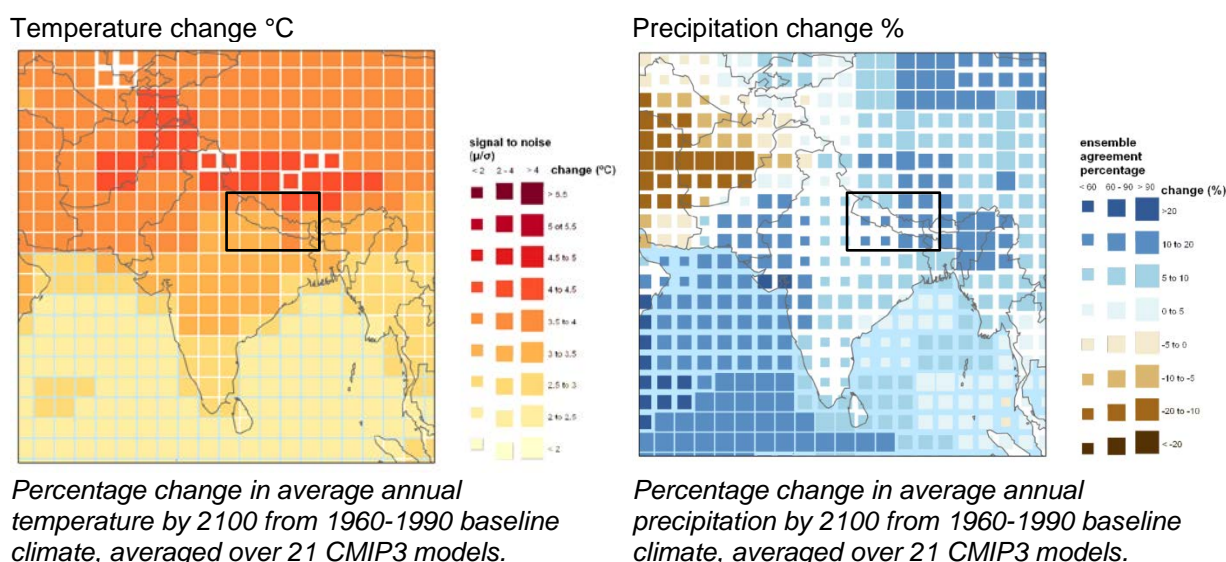 Temperature change °C
signal to noise
(μ/σ)
< 2 2 - 4 > 4 change (°C)
> 5.5
5 ot 5.5
4.5 to 5
4 to 4.5
3.5 to 4
3 to 3.5
2.5 to 3
2 to 2.5
< 2
Percentage change in average annual
temperature by 2100 from 1960-1990 baseline
climate, averaged over 21 CMIP3 models.
Precipitation change %
ensemble
agreement
percentage
< 60 60 - 90 > 90 change (%)
>20
10 to 20
5 to 10
0 to 5
-5 to 0
-10 to -5
-20 to -10
< -20
Percentage change in average annual
precipitation by 2100 from 1960-1990 baseline
climate, averaged over 21 CMIP3 models.